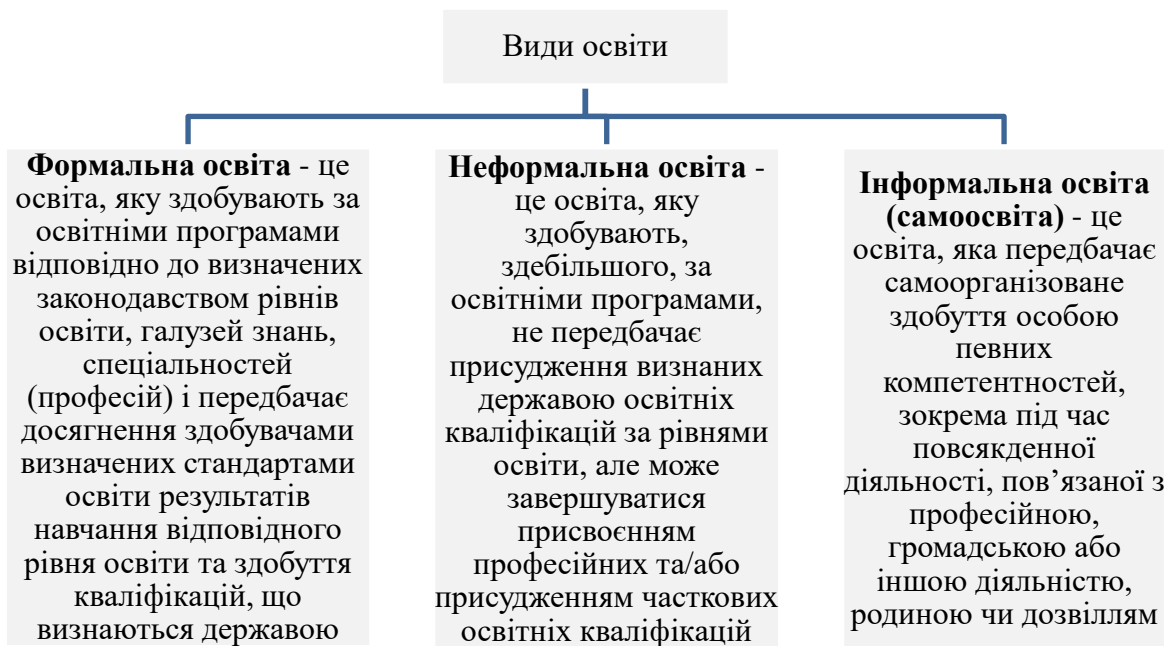 Види освіти
Формальна освіта - це
освіта, яку здобувають за
освітніми програмами
відповідно до визначених
законодавством рівнів
освіти, галузей знань,
спеціальностей
(професій) і передбачає
досягнення здобувачами
визначених стандартами
освіти результатів
навчання відповідного
рівня освіти та здобуття
кваліфікацій, що
визнаються державою
Неформальна освіта -
це освіта, яку
здобувають,
здебільшого, за
освітніми програмами,
не передбачає
присудження визнаних
державою освітніх
кваліфікацій за рівнями
освіти, але може
завершуватися
присвоєнням
професійних та/або
присудженням часткових
освітніх кваліфікацій
Інформальна освіта
(самоосвіта) - це
освіта, яка передбачає
самоорганізоване
здобуття особою
певних
компетентностей,
зокрема під час
повсякденної
діяльності, пов’язаної з
професійною,
громадською або
іншою діяльністю,
родиною чи дозвіллям